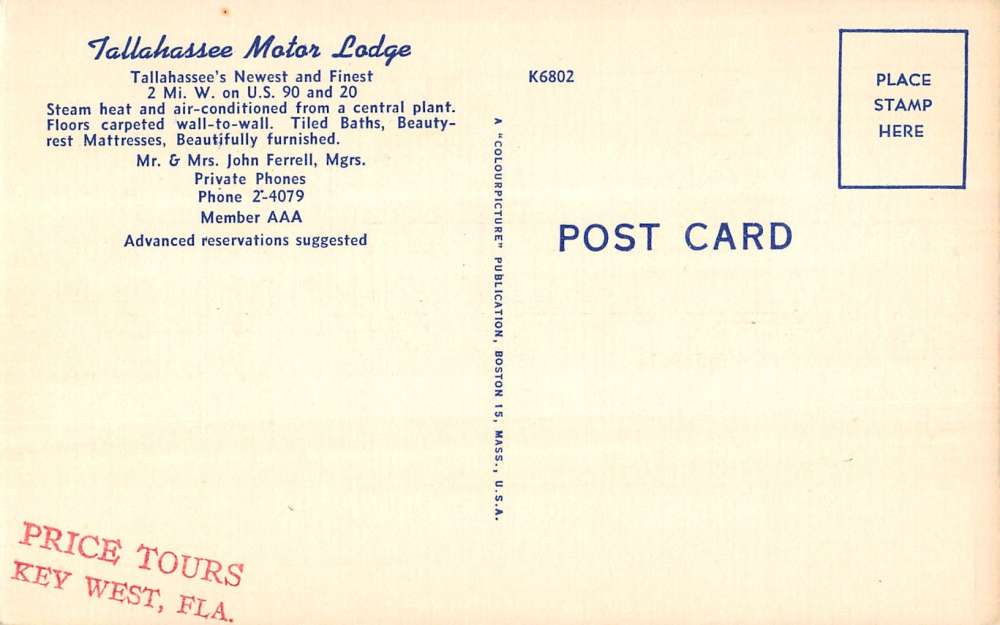 Tallahassee Motor Lodge
Tallahassee's Newest and Finest
2 Mi. W. on U.S. 90 and 20
Steam heat and air-conditioned from a central plant.
Floors carpeted wall-to-wall. Tiled Baths, Beauty-
rest Mattresses, Beautifully furnished.
Mr. & Mrs. John Ferrell, Mgrs.
Private Phones
Phone 2-4079
Member AAA
Advanced reservations suggested
PRICE TOURS
KEY WEST, FLA.
A "COLOURPICTURE" PUBLICATION, BOSTON 15, MASS., U.S.A.
K6802
PLACE
STAMP
HERE
POST CARD